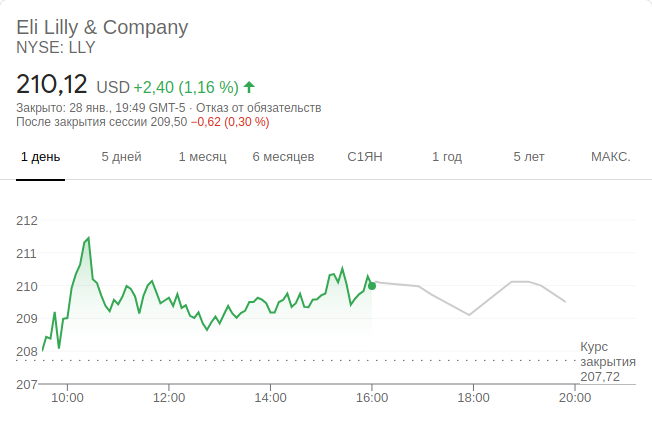 Eli Lilly & Company
NYSE: LLY
210,12 USD +2,40 (1,16 %)
Закрыто: 28 янв., 19:49 GMT-5 · Отказ от обязательств
После закрытия сессии 209,50 −0,62 (0,30 %)
1 день 5 дней 1 месяц 6 месяцев С1ЯН 1 год 5 лет МАКС.
212
211
210
209
208
Курс
закрытия
207,72
207
10:00 12:00 14:00 16:00 18:00 20:00